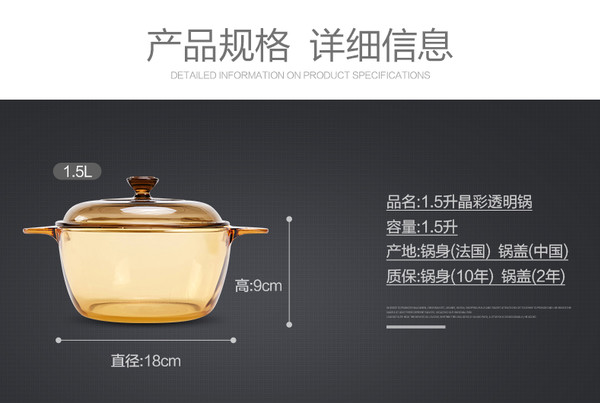 产品规格 详细信息
DETAILED INFORMATION ON PRODUCT SPECIFICATIONS
1.5L
品名:1.5升晶彩透明锅
容量:1.5升
产地:锅身(法国) 锅盖(中国)
质保:锅身(10年) 锅盖(2年)
高:9cm
直径:18cm